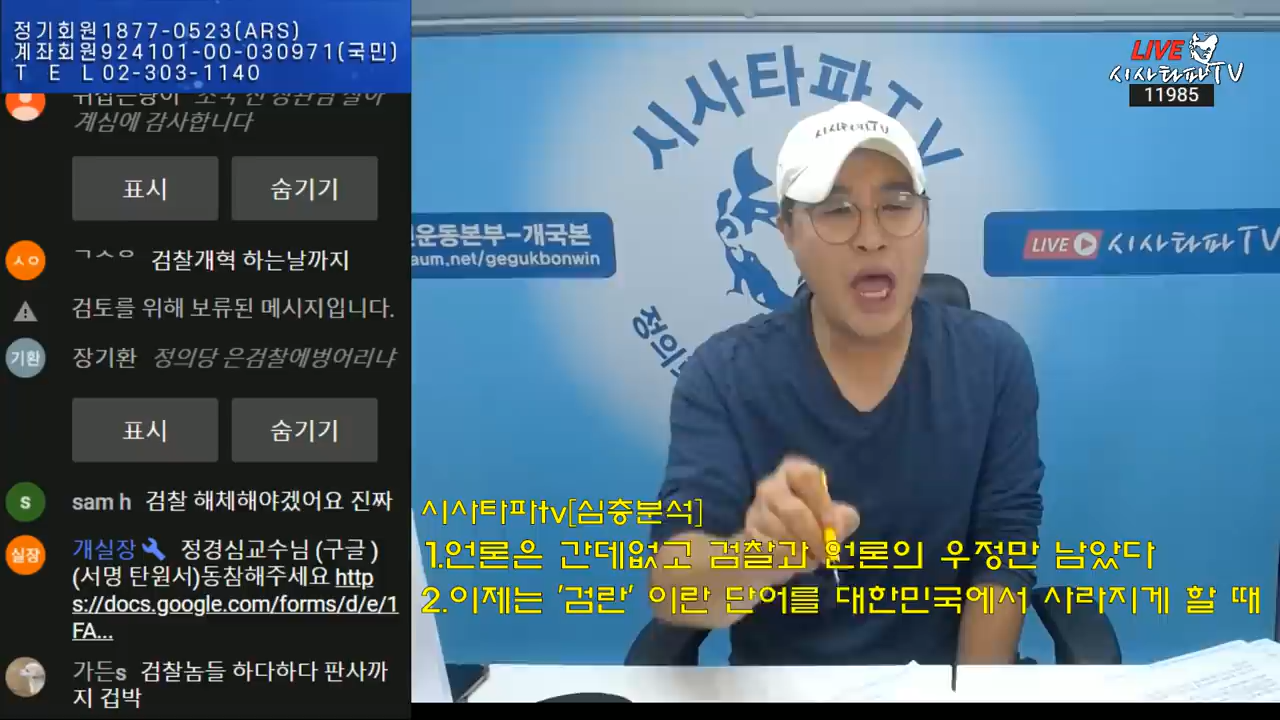 정기회원1877-0523(ARS)
계좌회원924101-00-030971(국민)
T E L02-303-1140
계심에 감사합니다
표시
숨기기
ㅅㅇ
ㄱㅅㅇ 검찰개혁 하는날까지
검토를 위해 보류된 메시지입니다.
기환
장기환 정의당 은검찰에벙어리냐
표시
숨기기
S
sam h 검찰 해체해야겠어요 진짜
실장
개실장 정경심교수님 (구글 )
(서명 탄원서)동참해주세요 http
s://docs.google.com/forms/d/e/1
FA...
가든s 검찰놈들 하다하다 판사까
지 겁박
LIVE
시사타파TV
11985
시사타파TV
시사타파TV
운동본부-개국본
aum.net/gegukbonwin
LIVE 시사타파TV
정의
시사타파tv[심층분석]
1.언론은 간데없고 검찰과 언론의 우정만 남았다
2.이제는 '검란' 이란 단어를 대한민국에서 사라지게 할 때